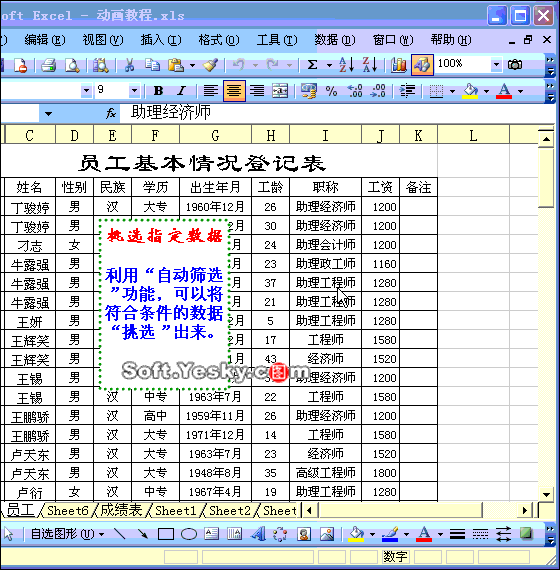 soft Excel - 动画教程.xls
编辑(E) 视图(V) 插入(I) 格式(O) 工具(T) 数据(D) 窗口(W) 帮助(H)
Σ 100%
9 B % fx
助理经济师
C D E F G H I J K L
员工基本情况登记表
姓名 性别 民族 学历 出生年月 工龄 职称 工资 备注
丁骏婷 男 汉 大专 1960年12月 26 助理经济师 1200
丁骏婷 男 2月 30 助理经济师 1200
刁志 女 24 助理会计师 1200
牛露强 男 23 助理政工师 1160
牛露强 男 37 助理工程师 1280
牛露强 男 21 助理工程师 1280
王妍 男 5 助理工程师 1280
王辉笑 男 17 工程师 1580
王辉笑 男 43 经济师 1520
王锡 男 助理经济师 1200
王锡 男 汉 中专 1963年7月 22 工程师 1580
王鹏骄 男 汉 高中 1959年11月 26 助理经济师 1200
王鹏骄 男 汉 大专 1971年12月 14 工程师 1580
卢天东 男 汉 大专 1963年7月 23 经济师 1520
卢天东 男 汉 大专 1948年8月 35 高级工程师 1800
卢衍 女 汉 中专 1967年4月 19 助理工程师 1280
挑选指定数据
利用“自动筛选
”功能，可以将
符合条件的数据
“挑选”出来。
Soft.Yesky.c图m
员工 Sheet6 成绩表 Sheet1 Sheet2 Sheet
自选图形(U)
数字